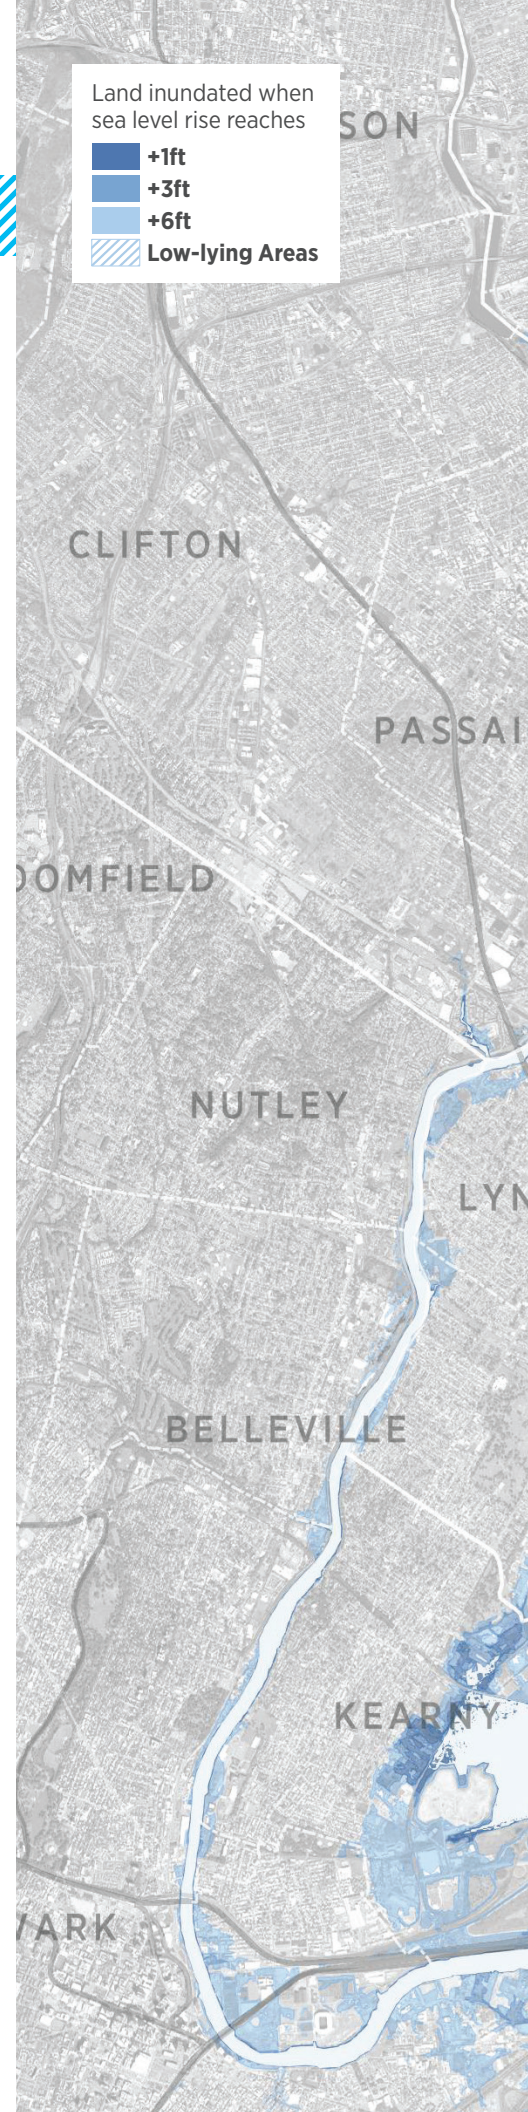 Land inundated when
sea level rise reaches
SON
+1ft
+3ft
+6ft
Low-lying Areas
CLIFTON
PASSAI
OOMFIELD
NUTLEY
LYN
BELLEVILLE
KEARNY
WARK